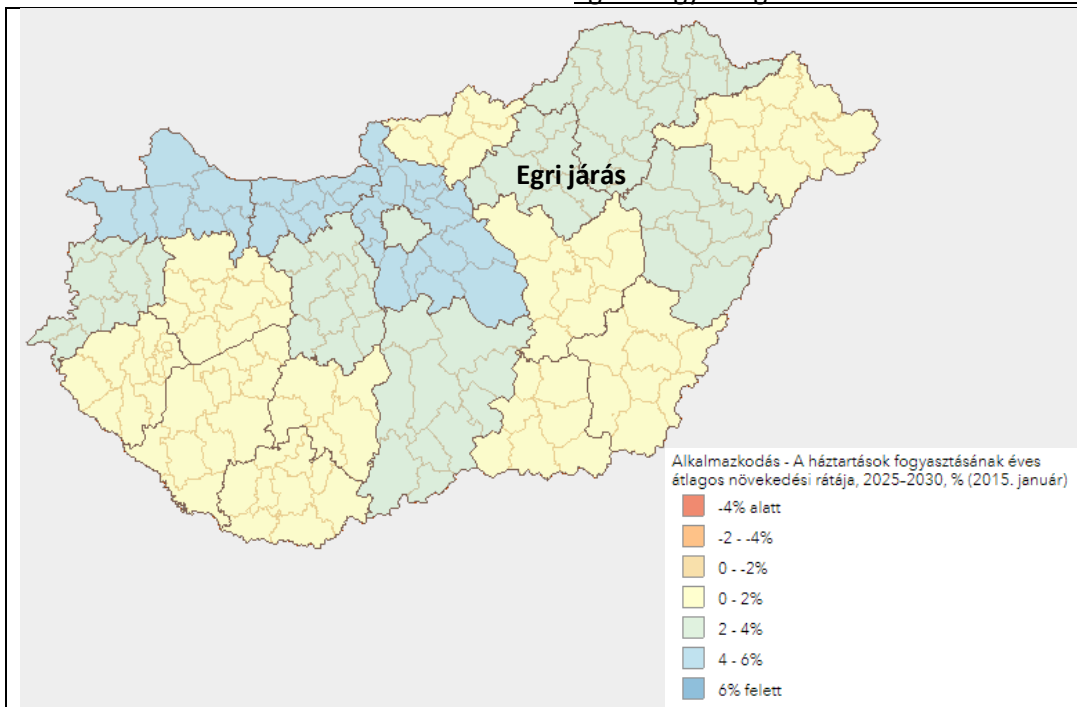 Egri járás
Alkalmazkodás - A háztartások fogyasztásának éves
átlagos növekedési rátája, 2025-2030, % (2015. január)
-4% alatt
-2 - -4%
0 - -2%
0 - 2%
2 - 4%
4 - 6%
6% felett